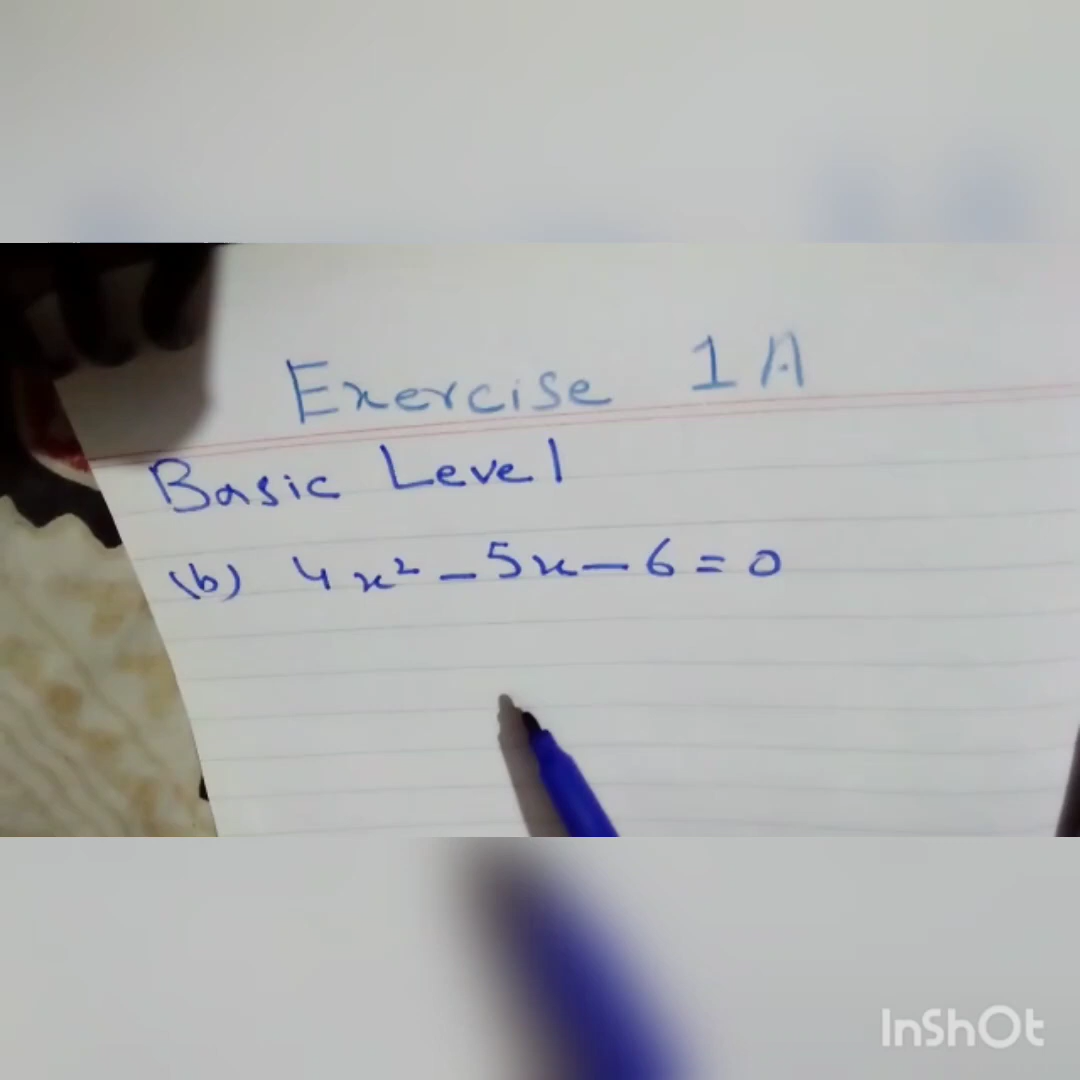 Exercise 1A
Basic Level
(b) 4x² - 5x - 6 = 0
InShOt